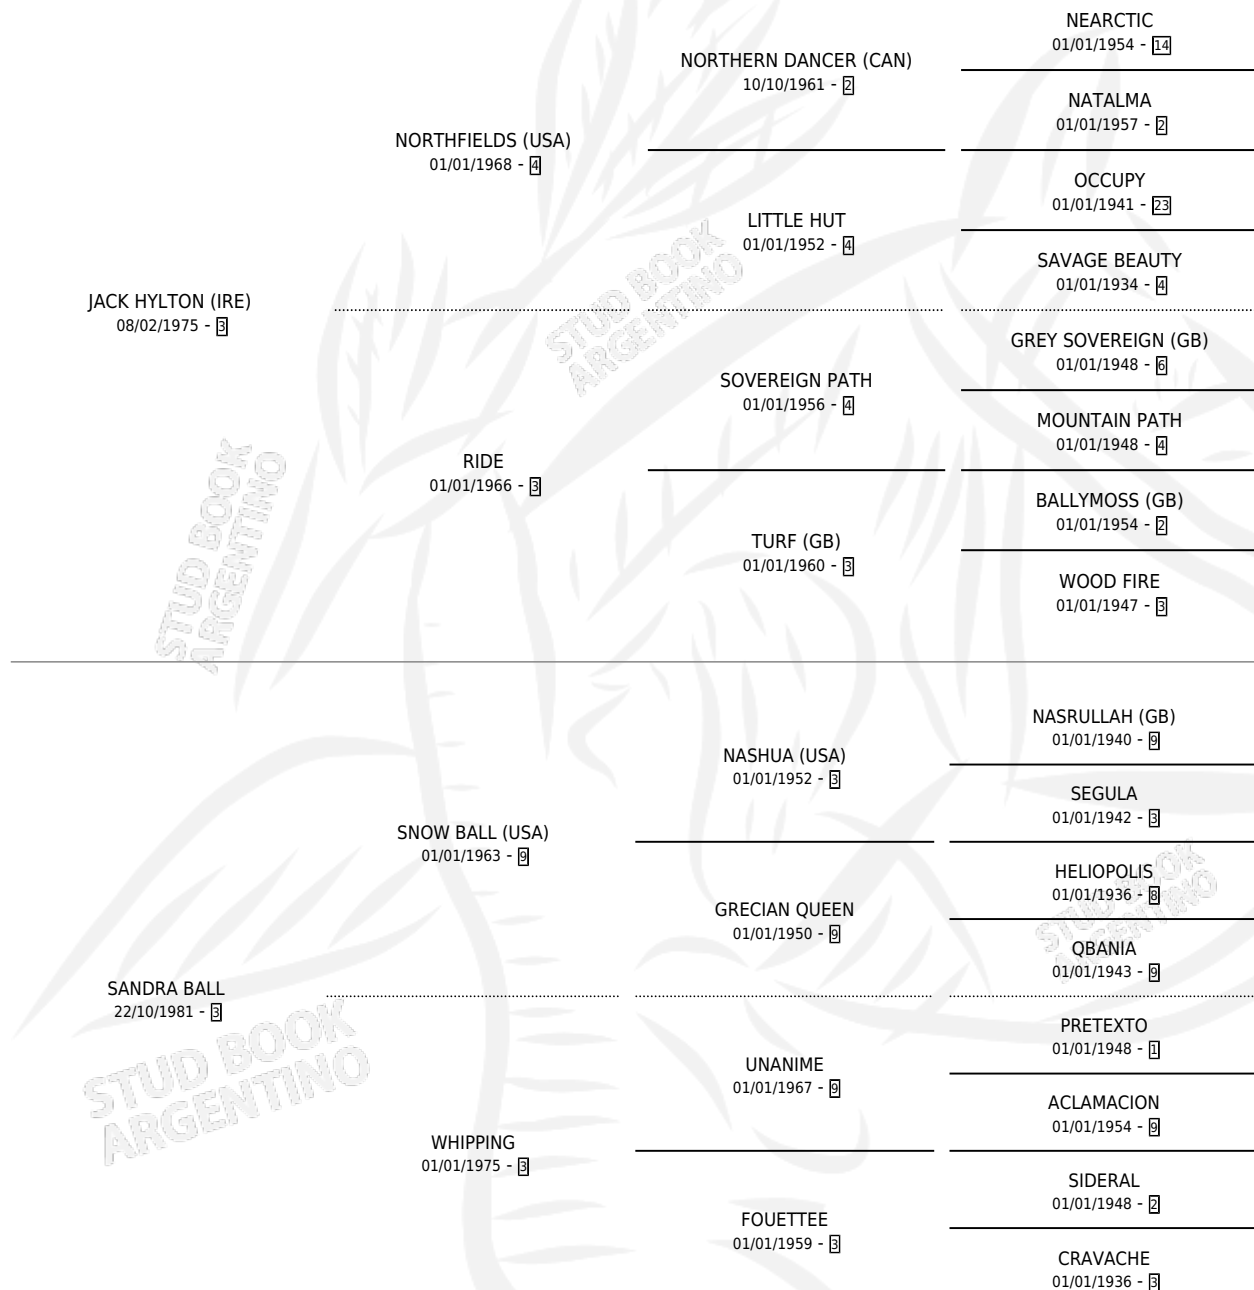 NEARCTIC
01/01/1954 - 14
NORTHERN DANCER (CAN)
10/10/1961 - 2
NATALMA
01/01/1957 - 2
NORTHFIELDS (USA)
01/01/1968 - 4
OCCUPY
01/01/1941 - 23
LITTLE HUT
01/01/1952 - 4
SAVAGE BEAUTY
01/01/1934 - 4
JACK HYLTON (IRE)
08/02/1975 - 3
GREY SOVEREIGN (GB)
01/01/1948 - 6
SOVEREIGN PATH
01/01/1956 - 4
MOUNTAIN PATH
01/01/1948 - 4
RIDE
01/01/1966 - 3
BALLYMOSS (GB)
01/01/1954 - 2
TURF (GB)
01/01/1960 - 3
WOOD FIRE
01/01/1947 - 3
NASRULLAH (GB)
01/01/1940 - 9
NASHUA (USA)
01/01/1952 - 3
SEGULA
01/01/1942 - 3
SNOW BALL (USA)
01/01/1963 - 9
HELIOPOLIS
01/01/1936 - 8
GRECIAN QUEEN
01/01/1950 - 9
QBANIA
01/01/1943 - 9
SANDRA BALL
22/10/1981 - 3
PRETEXTO
01/01/1948 - 1
UNANIME
01/01/1967 - 9
ACLAMACION
01/01/1954 - 9
WHIPPING
01/01/1975 - 3
SIDERAL
01/01/1948 - 2
FOUETTEE
01/01/1959 - 3
CRAVACHE
01/01/1936 - 3
STUD BOOK
ARGENTINO
STUD BOOK
ARGENTINO
STUD BOOK
ARGENTINO
STUD BOOK
ARGENTINO